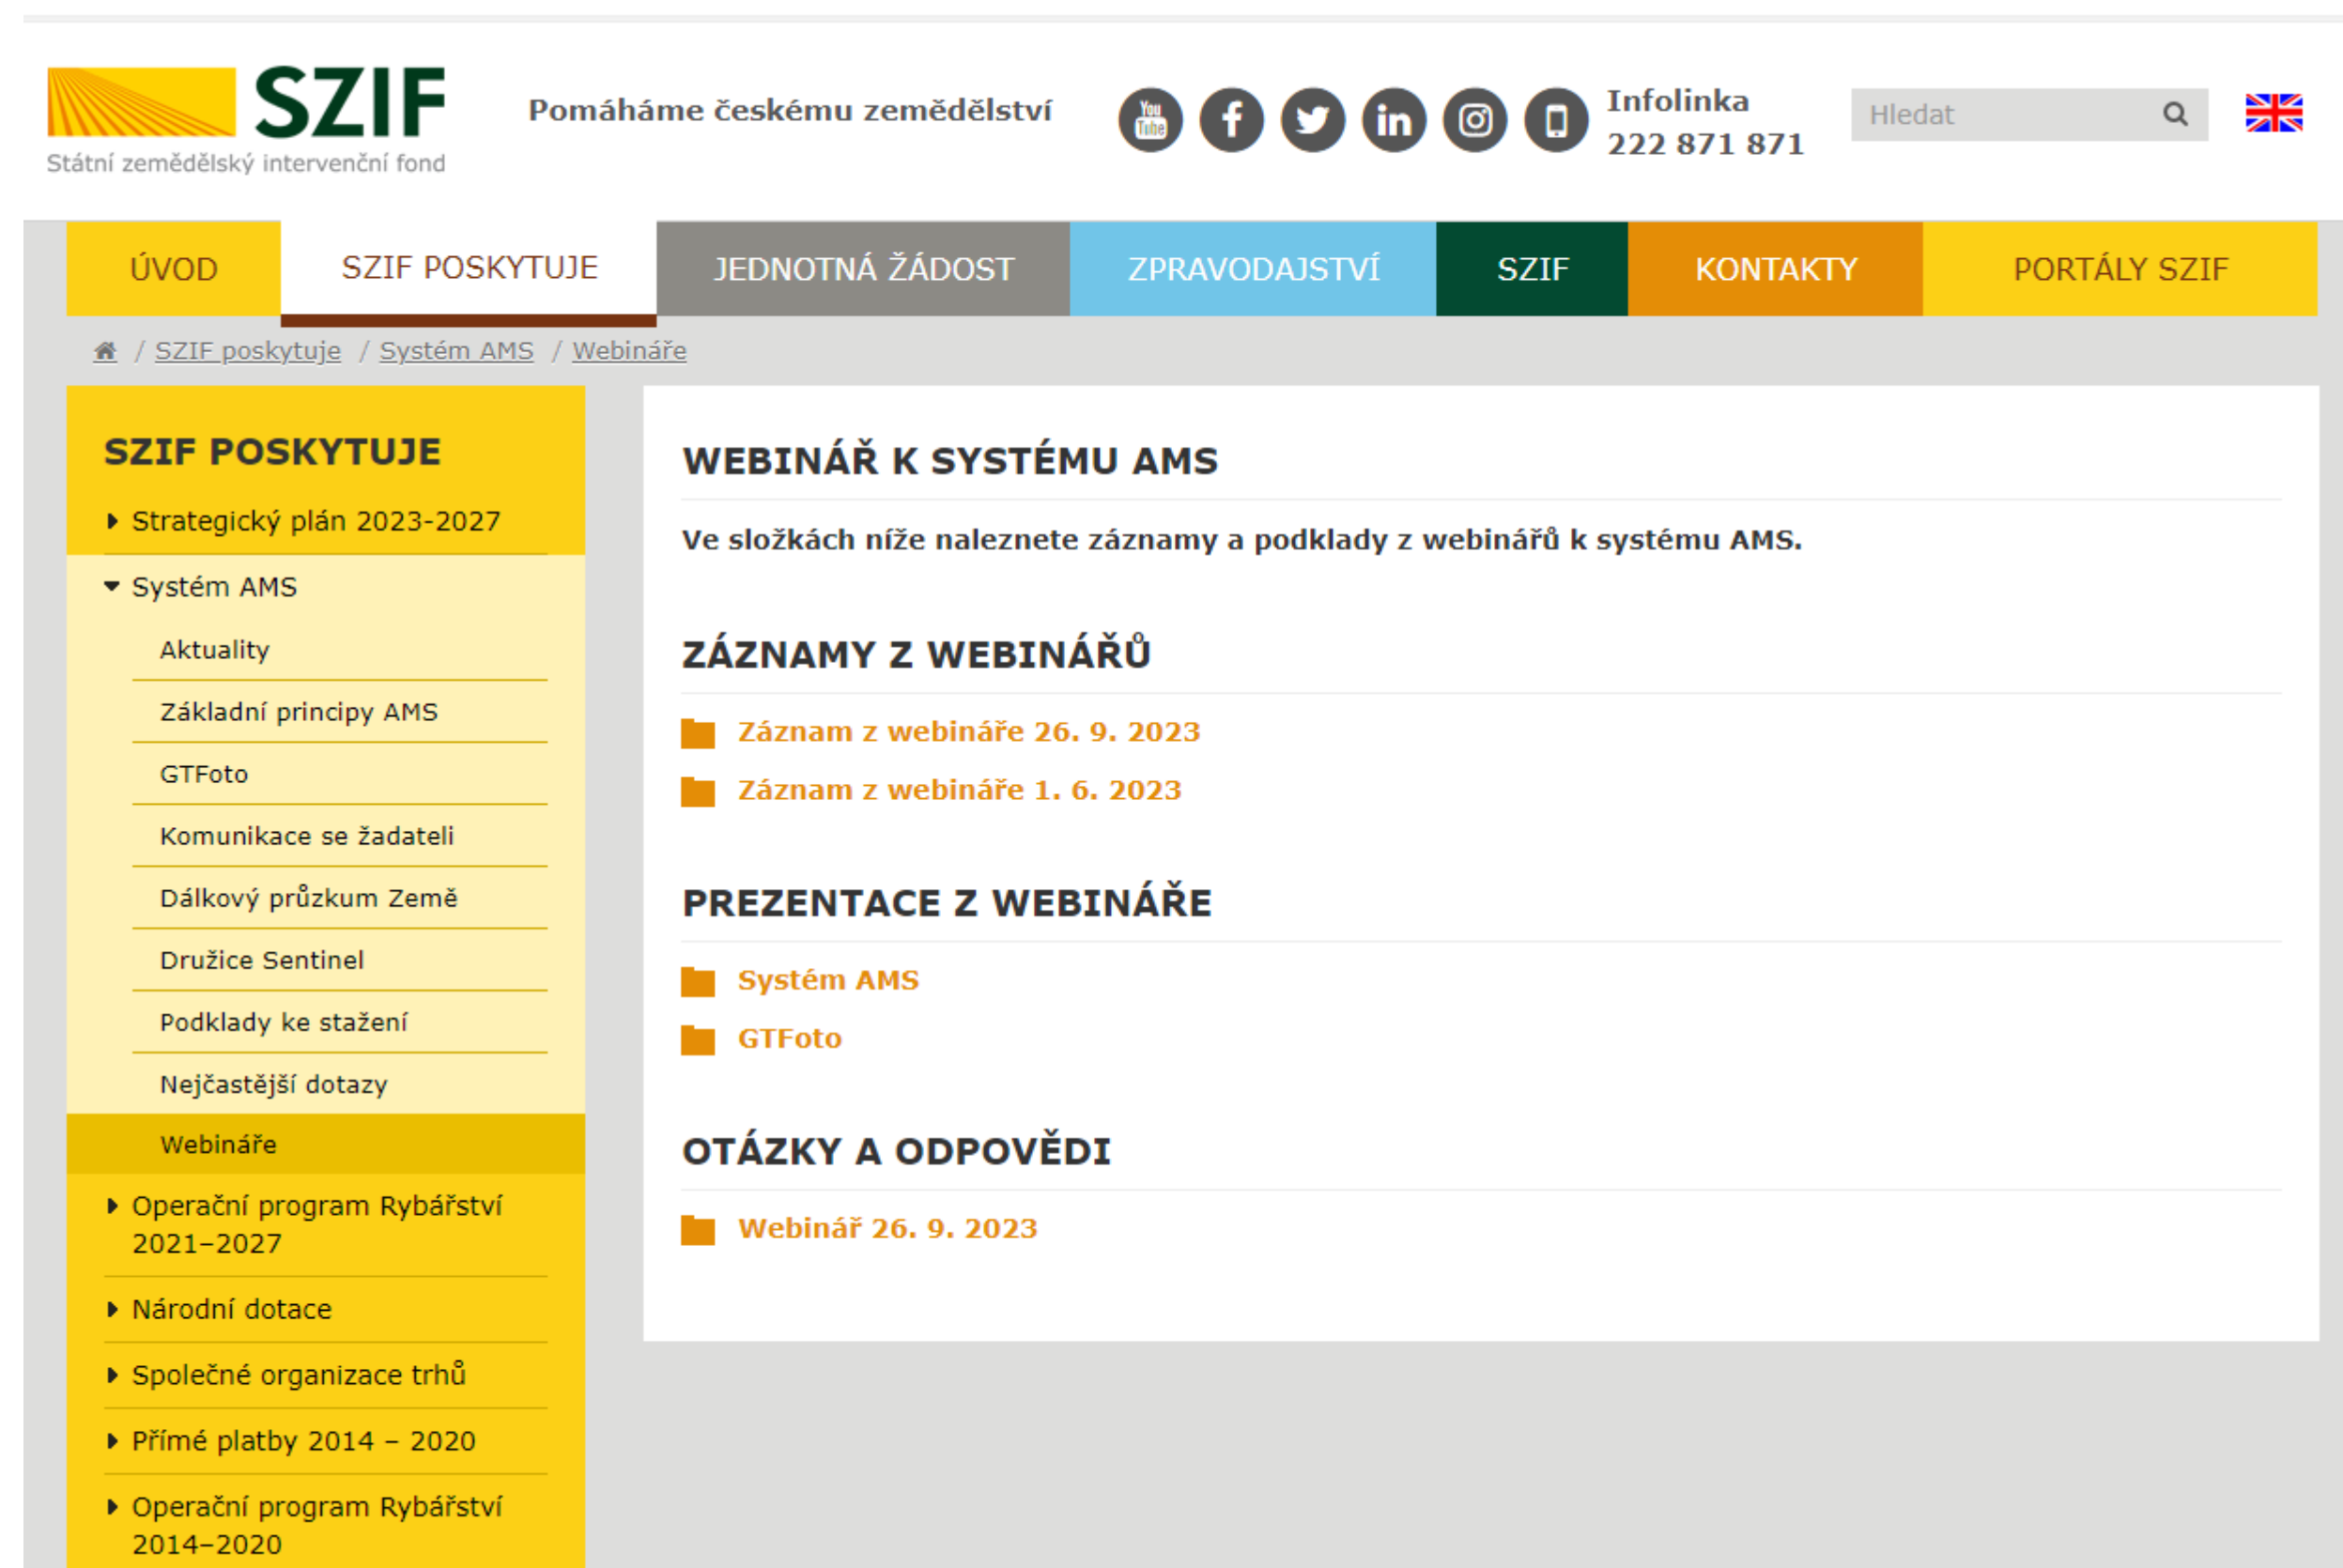 SZIF
Státní zemědělský intervenční fond
Pomáháme českému zemědělství
You
Tube
Infolinka
222 871 871
Hledat
ÚVOD
SZIF POSKYTUJE
JEDNOTNÁ ŽÁDOST
ZPRAVODAJSTVÍ
SZIF
KONTAKTY
PORTÁLY SZIF
/ SZIF poskytuje / Systém AMS / Webináře
SZIF POSKYTUJE
Strategický plán 2023-2027
Systém AMS
Aktuality
Základní principy AMS
GTFoto
Komunikace se žadateli
Dálkový průzkum Země
Družice Sentinel
Podklady ke stažení
Nejčastější dotazy
Webináře
Operační program Rybářství
2021–2027
Národní dotace
Společné organizace trhů
Přímé platby 2014 – 2020
Operační program Rybářství
2014–2020
WEBINÁŘ K SYSTÉMU AMS
Ve složkách níže naleznete záznamy a podklady z webinářů k systému AMS.
ZÁZNAMY Z WEBINÁŘŮ
Záznam z webináře 26. 9. 2023
Záznam z webináře 1. 6. 2023
PREZENTACE Z WEBINÁŘE
Systém AMS
GTFoto
OTÁZKY A ODPOVĚDI
Webinář 26. 9. 2023